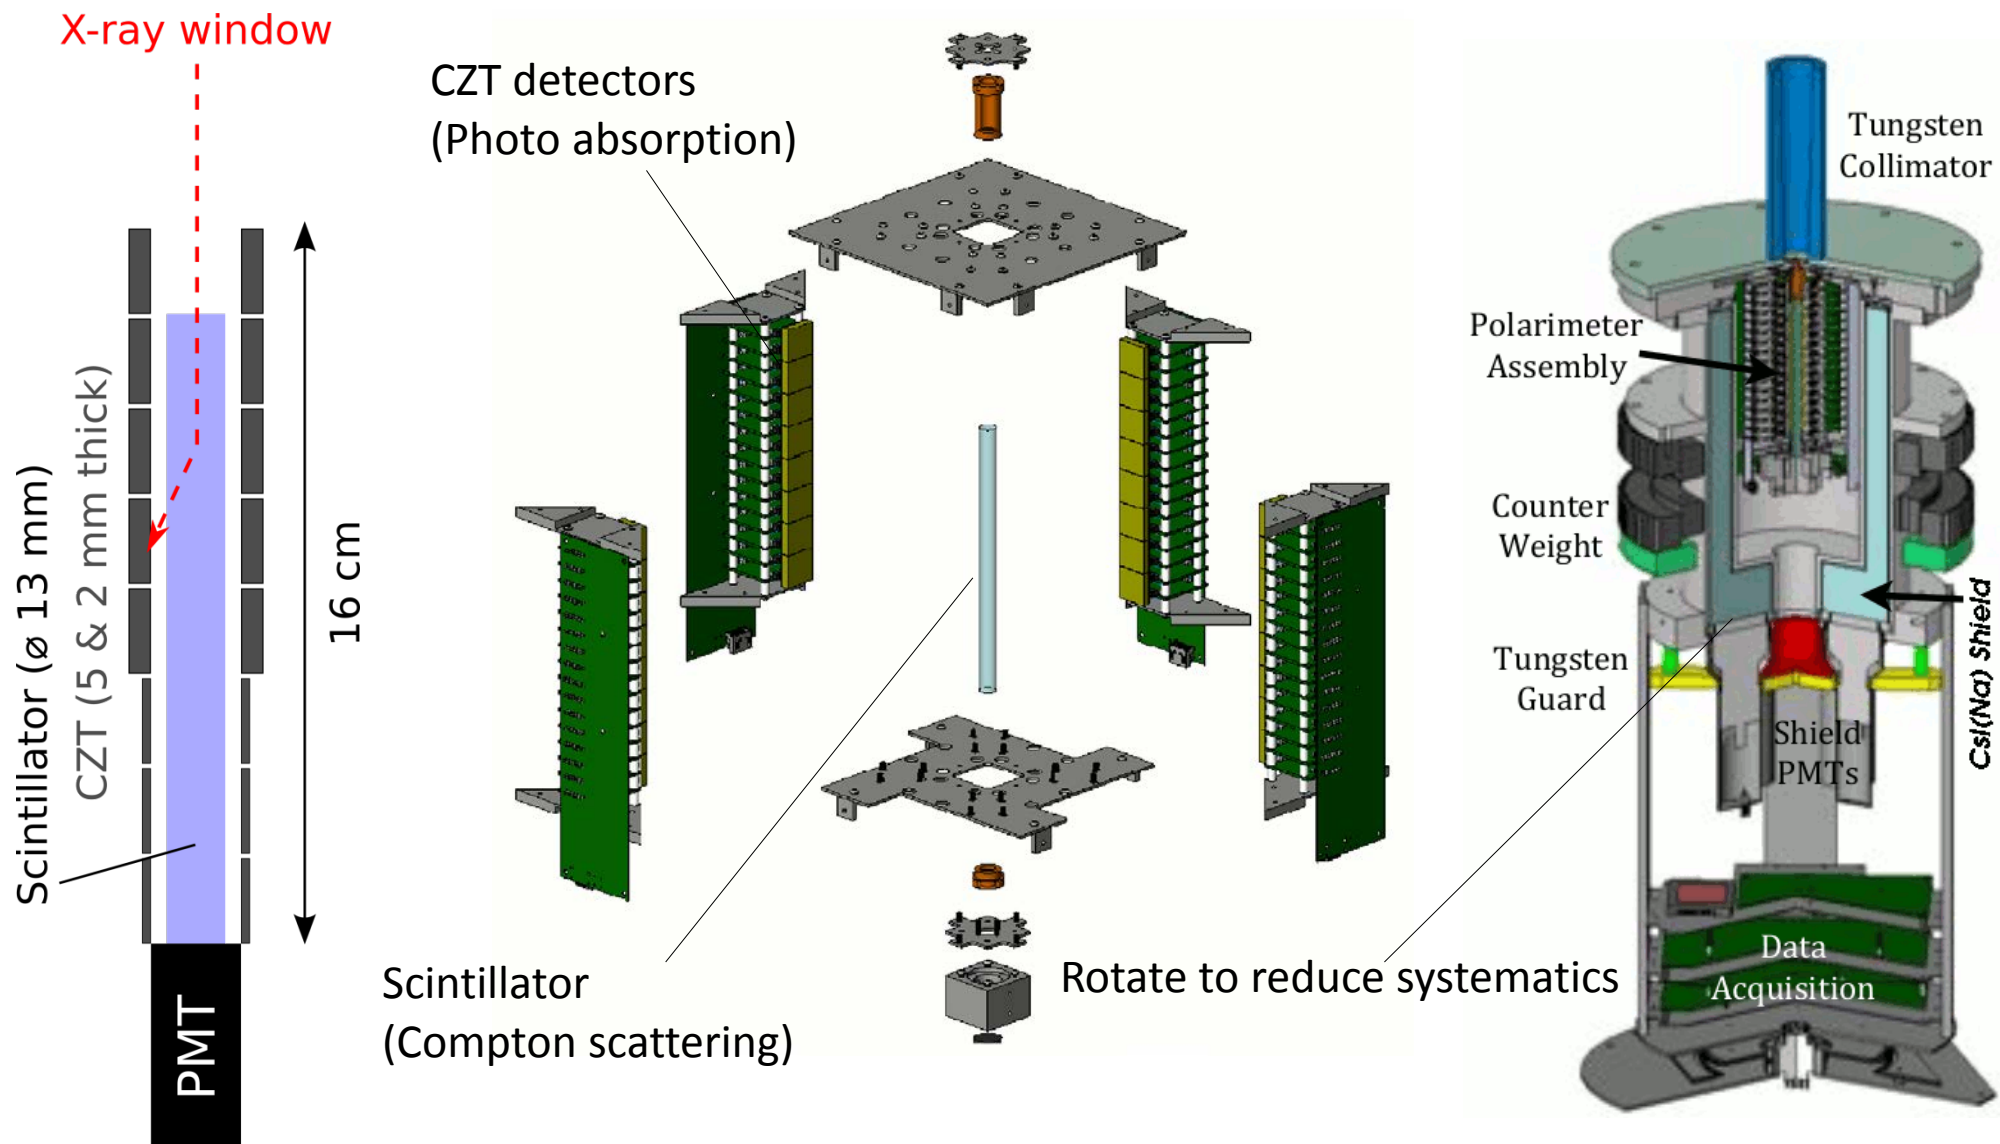 X-ray window
Scintillator (⌀ 13 mm)
CZT (5 & 2 mm thick)
16 cm
PMT
CZT detectors
(Photo absorption)
Scintillator
(Compton scattering)
Rotate to reduce systematics
Tungsten
Collimator
Polarimeter
Assembly
Counter
Weight
CsI(Na) Shield
Tungsten
Guard
Shield
PMTs
Data
Acquisition